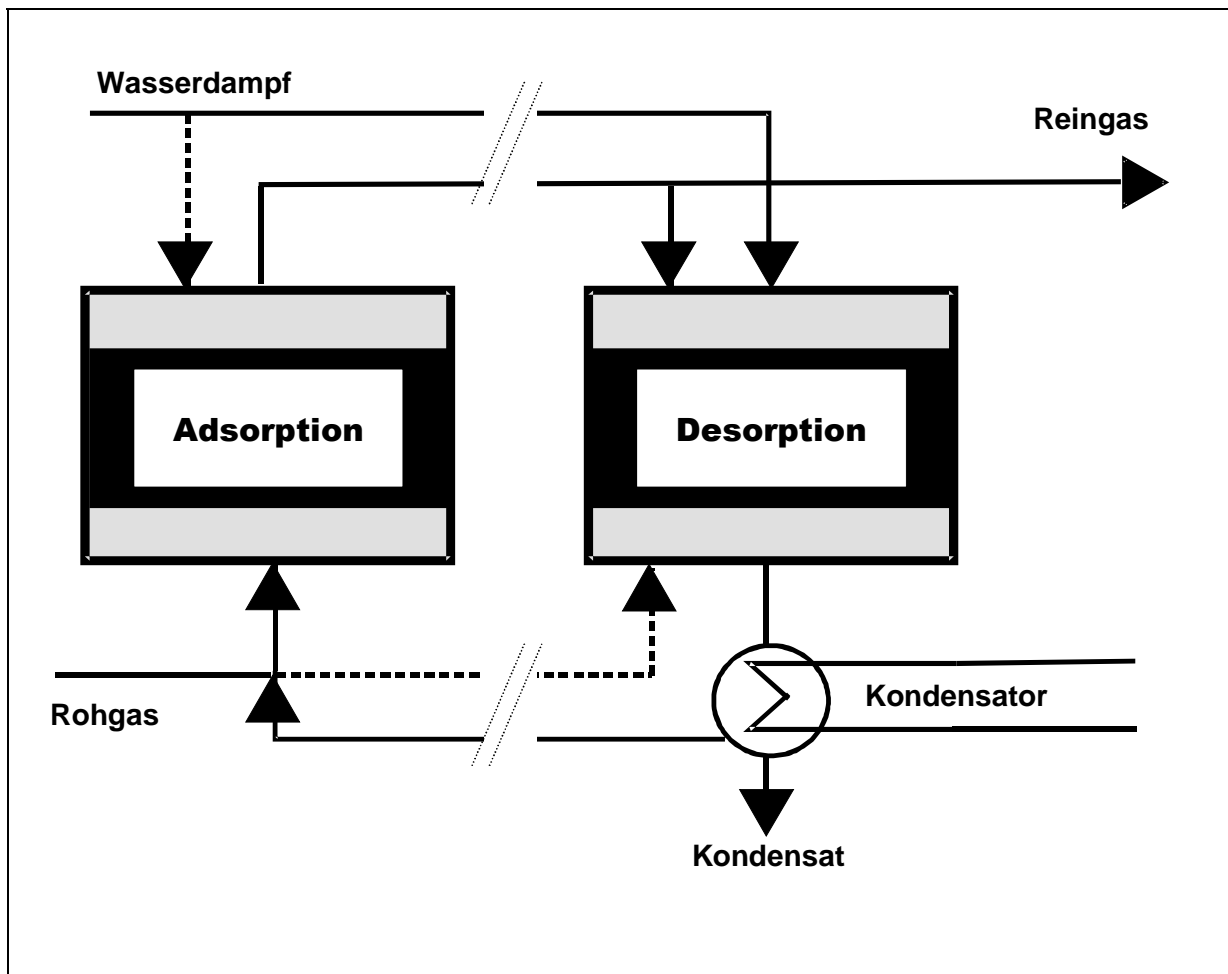 Wasserdampf
Reingas
Adsorption
Desorption
Rohgas
Kondensator
Kondensat